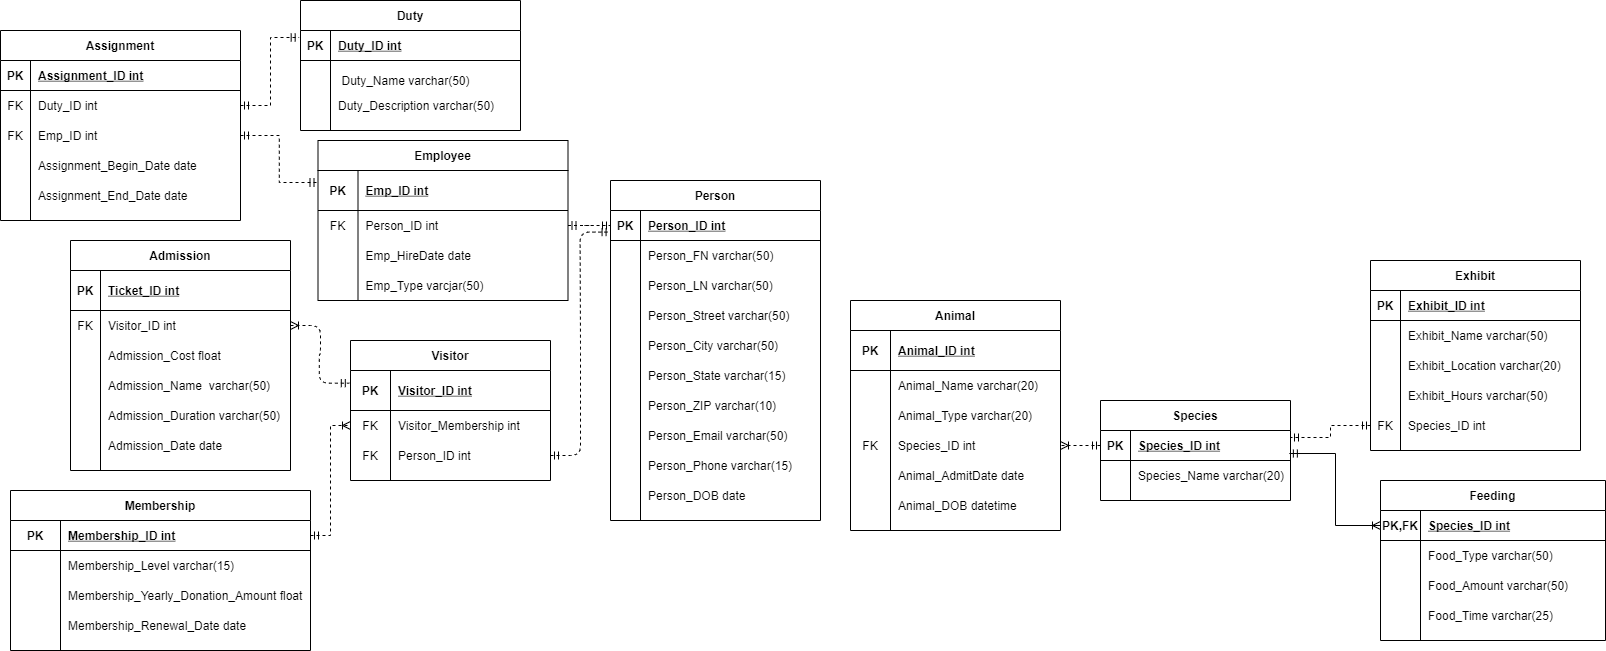 Duty
PK Duty_ID int
Duty_Name varchar(50)
Duty_Description varchar(50)
Assignment
PK Assignment_ID int
FK Duty_ID int
FK Emp_ID int
Assignment_Begin_Date date
Assignment_End_Date date
Employee
PK Emp_ID int
FK Person_ID int
Emp_HireDate date
Emp_Type varcjar(50)
Person
PK Person_ID int
Person_FN varchar(50)
Person_LN varchar(50)
Person_Street varchar(50)
Person_City varchar(50)
Person_State varchar(15)
Person_ZIP varchar(10)
Person_Email varchar(50)
Person_Phone varchar(15)
Person_DOB date
Admission
PK Ticket_ID int
FK Visitor_ID int
Admission_Cost float
Admission_Name varchar(50)
Admission_Duration varchar(50)
Admission_Date date
Visitor
PK Visitor_ID int
FK Visitor_Membership int
FK Person_ID int
Membership
PK Membership_ID int
Membership_Level varchar(15)
Membership_Yearly_Donation_Amount float
Membership_Renewal_Date date
Animal
PK Animal_ID int
Animal_Name varchar(20)
Animal_Type varchar(20)
FK Species_ID int
Animal_AdmitDate date
Animal_DOB datetime
Species
PK Species_ID int
Species_Name varchar(20)
Exhibit
PK Exhibit_ID int
Exhibit_Name varchar(50)
Exhibit_Location varchar(20)
Exhibit_Hours varchar(50)
FK Species_ID int
Feeding
PK,FK Species_ID int
Food_Type varchar(50)
Food_Amount varchar(50)
Food_Time varchar(25)